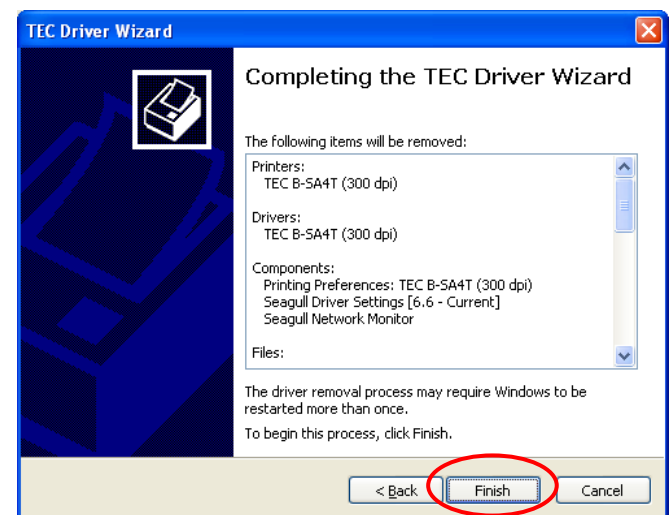 TEC Driver Wizard
Completing the TEC Driver Wizard
The following items will be removed:
Printers:
TEC B-SA4T (300 dpi)
Drivers:
TEC B-SA4T (300 dpi)
Components:
Printing Preferences: TEC B-SA4T (300 dpi)
Seagull Driver Settings [6.6 - Current]
Seagull Network Monitor
Files:
The driver removal process may require Windows to be
restarted more than once.
To begin this process, click Finish.
< Back Finish Cancel